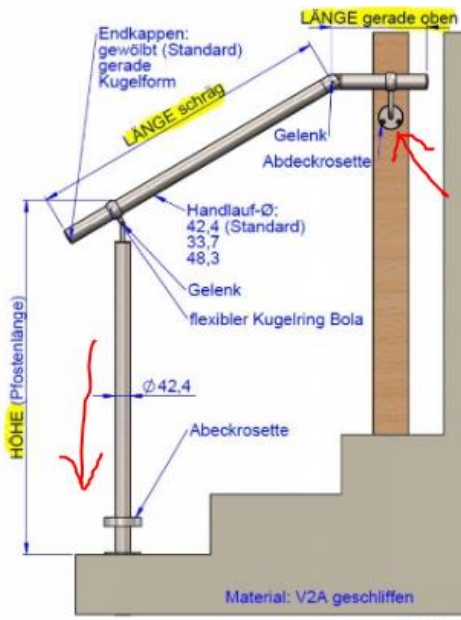 LÄNGE gerade oben
Endkappen:
gewölbt (Standard)
gerade
Kugelform
LÄNGE schräg
Gelenk
Abdeckrosette
Handlauf-Ø:
42,4 (Standard)
33,7
48,3
Gelenk
flexibler Kugelring Bola
HÖHE (Pfostenlänge)
Ø42,4
Abeckrosette
Material: V2A geschliffen